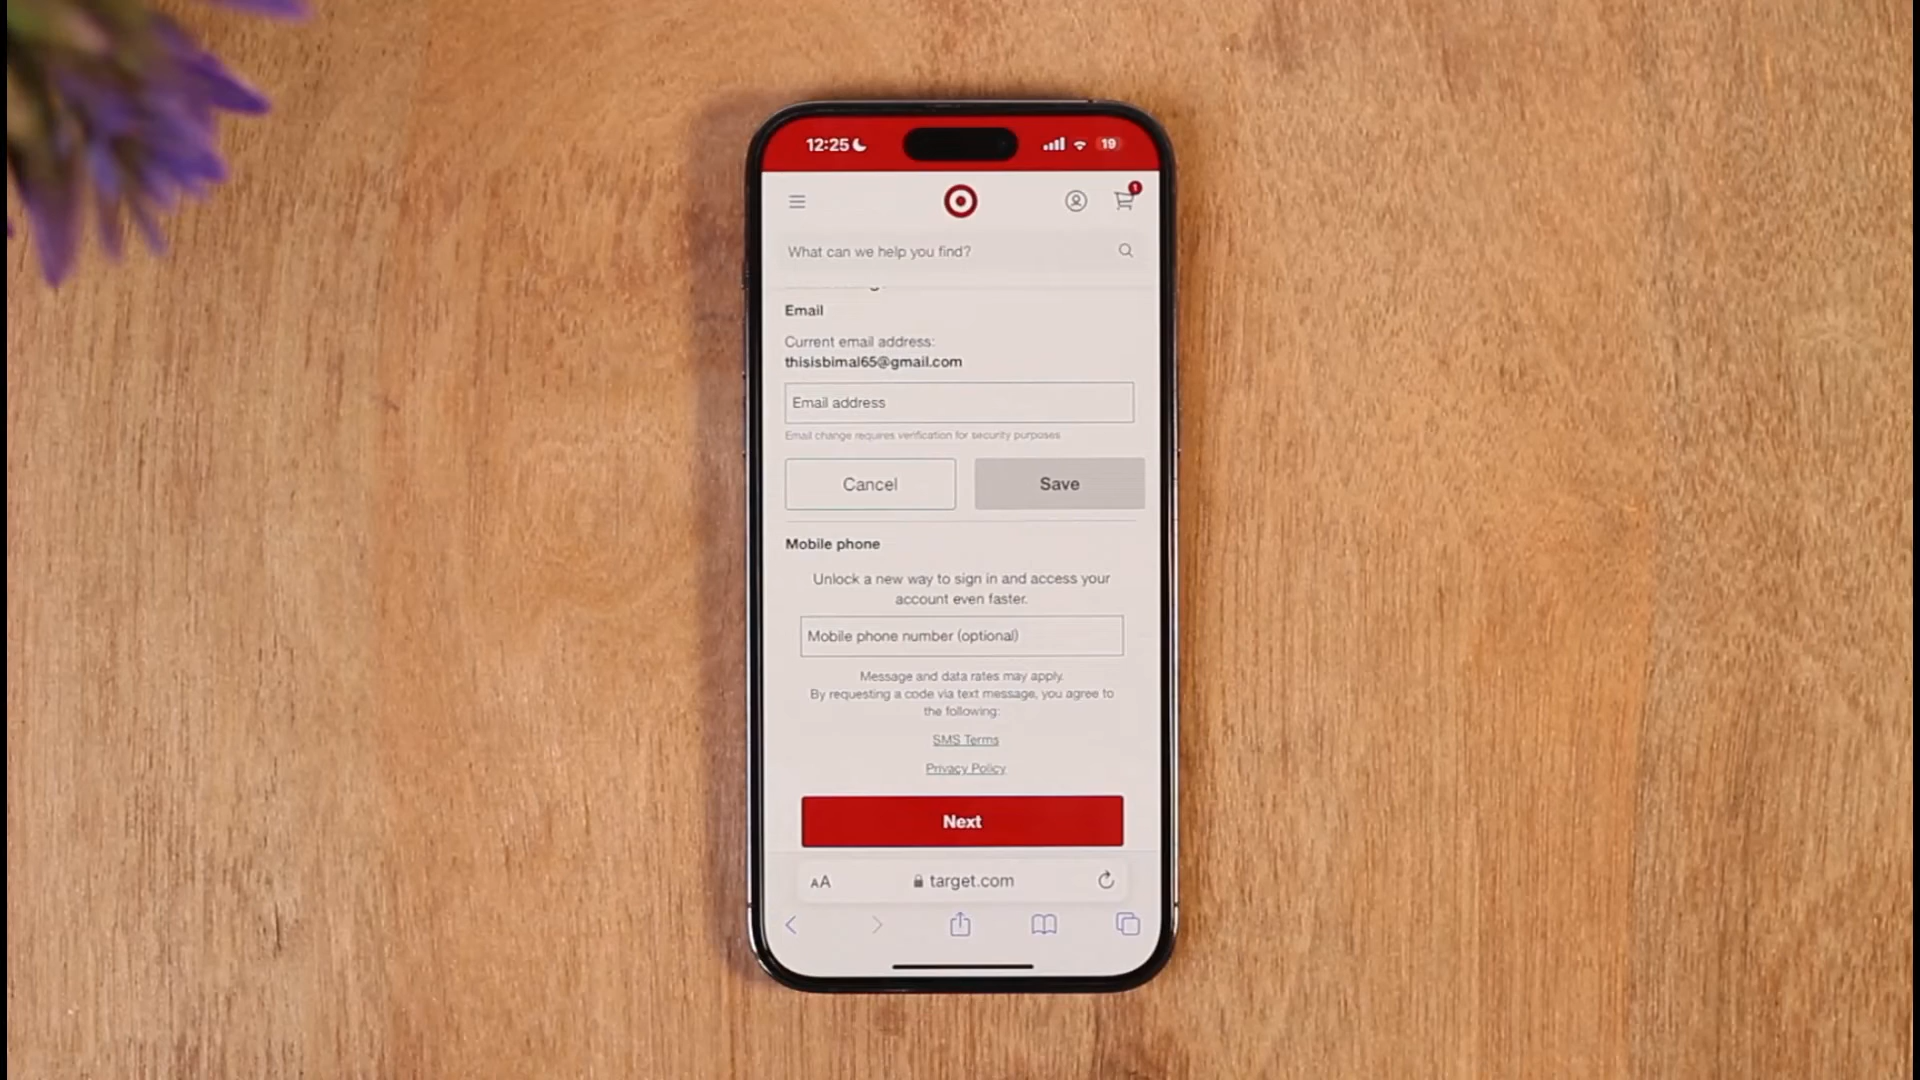 12:25
19
1
What can we help you find?
Email
Current email address:
thisisbimal65@gmail.com
Email address
Email change requires verification for security purposes
Cancel
Save
Mobile phone
Unlock a new way to sign in and access your
account even faster.
Mobile phone number (optional)
Message and data rates may apply.
By requesting a code via text message, you agree to
the following:
SMS Terms
Privacy Policy
Next
AA
target.com